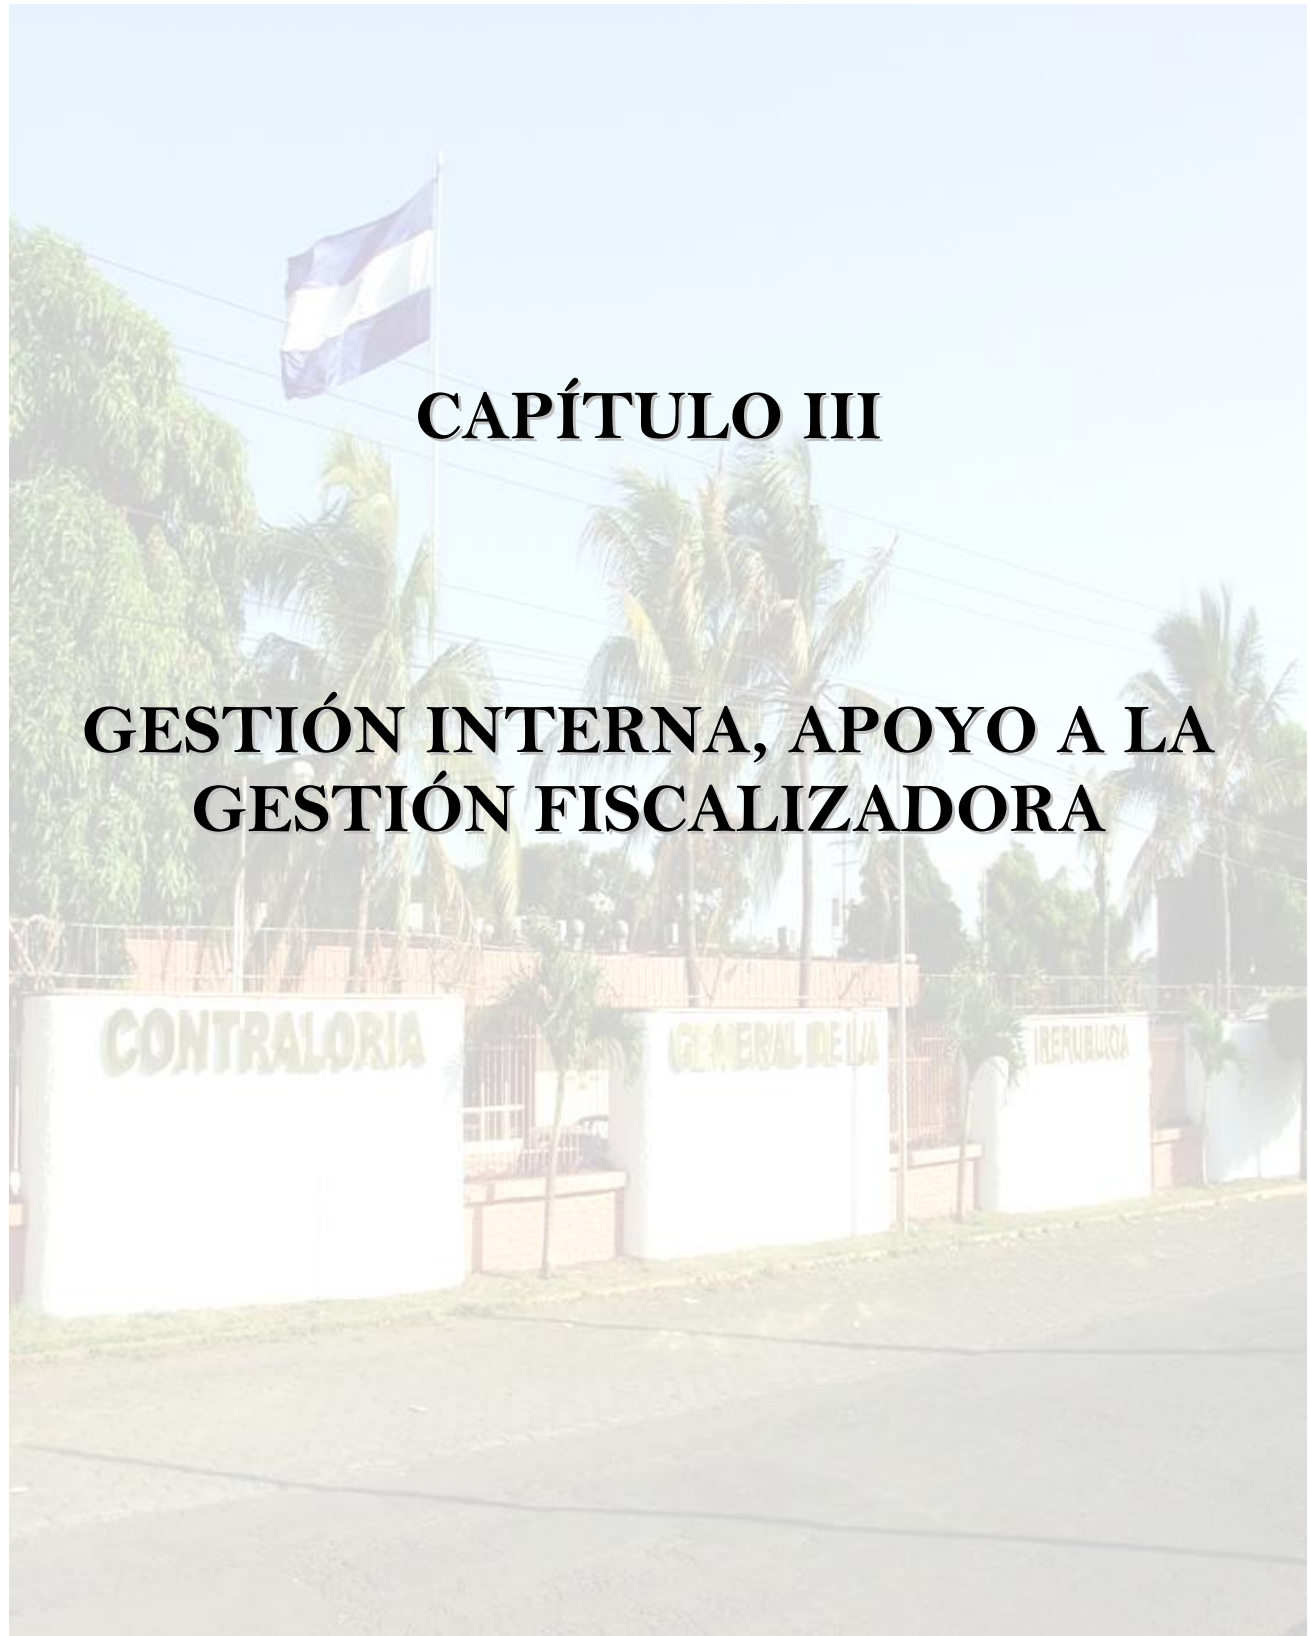 CAPÍTULO III
GESTIÓN INTERNA, APOYO A LA
GESTIÓN FISCALIZADORA
CONTRALORIA GENERAL DE LA REPUBLICA